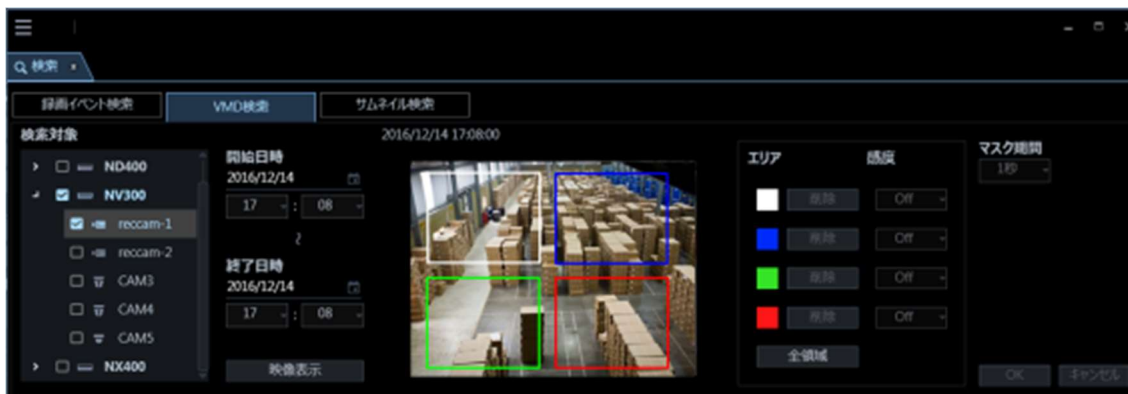 検索
録画イベント検索 VMD検索 サムネイル検索
検索対象
ND400
NV300
reccam-1
reccam-2
CAM3
CAM4
CAM5
NX400
開始日時
2016/12/14
17 : 08
~
終了日時
2016/12/14
17 : 08
映像表示
2016/12/14 17:08:00
エリア 感度
削除 Off
削除 Off
削除 Off
削除 Off
全領域
マスク期間
1秒
OK キャンセル